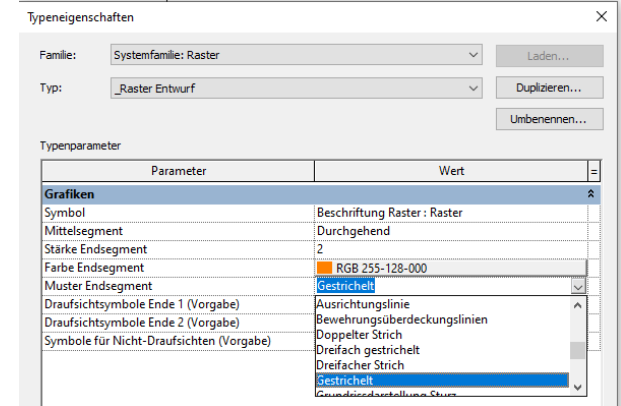 Typeneigenschaften
Familie: Systemfamilie: Raster Laden...
Typ: _Raster Entwurf Duplizieren...
Umbenennen...
Typenparameter
Parameter Wert =
Grafiken
Symbol Beschriftung Raster : Raster
Mittelsegment Durchgehend
Stärke Endsegment 2
Farbe Endsegment RGB 255-128-000
Muster Endsegment Gestrichelt
Draufsichtsymbole Ende 1 (Vorgabe) Ausrichtungslinie
Bewehrungsüberdeckungslinien
Draufsichtsymbole Ende 2 (Vorgabe) Doppelter Strich
Symbole für Nicht-Draufsichten (Vorgabe) Dreifach gestrichelt
Dreifacher Strich
Gestrichelt
Grundrissdarstellung Sturz